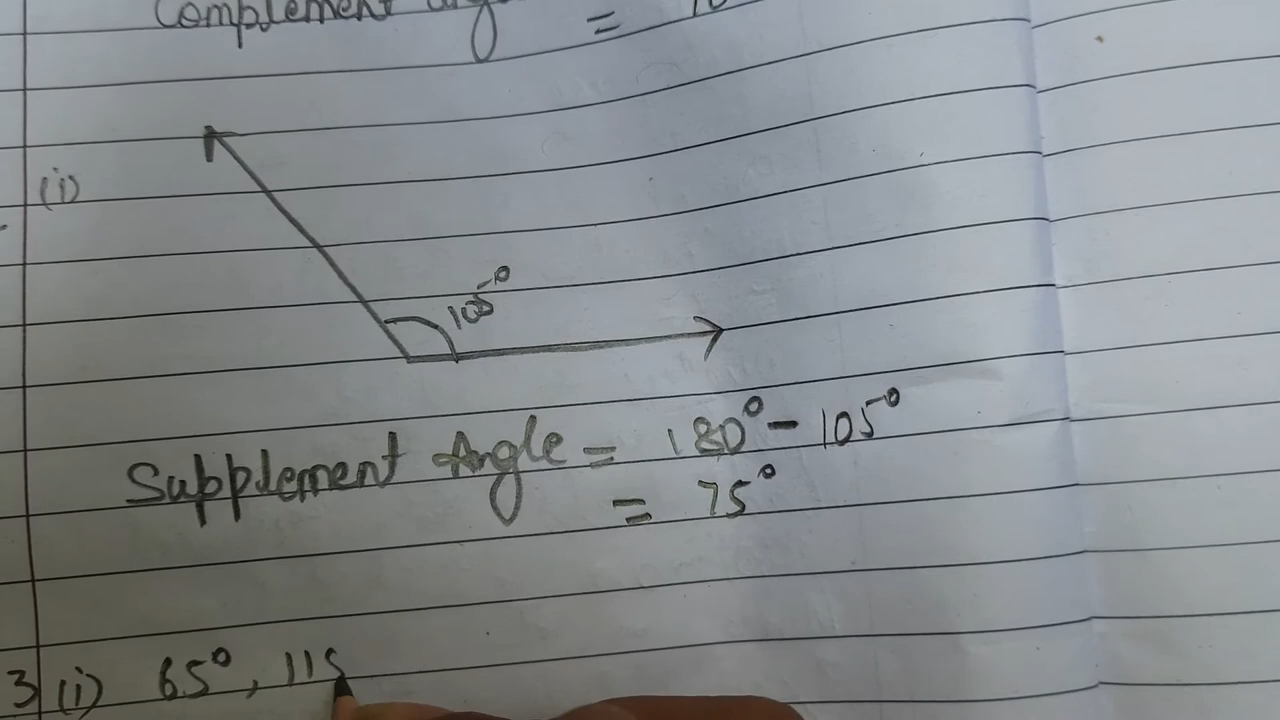 Complement
=
(i)
105°
Supplement Angle = 180° - 105°
= 75°
3 (i) 65°, 115